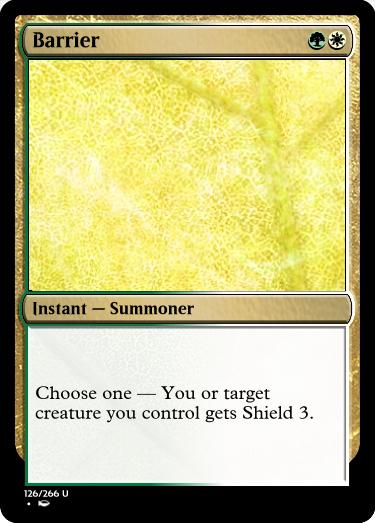 Barrier
Instant — Summoner
Choose one — You or target
creature you control gets Shield 3.
126/266 U